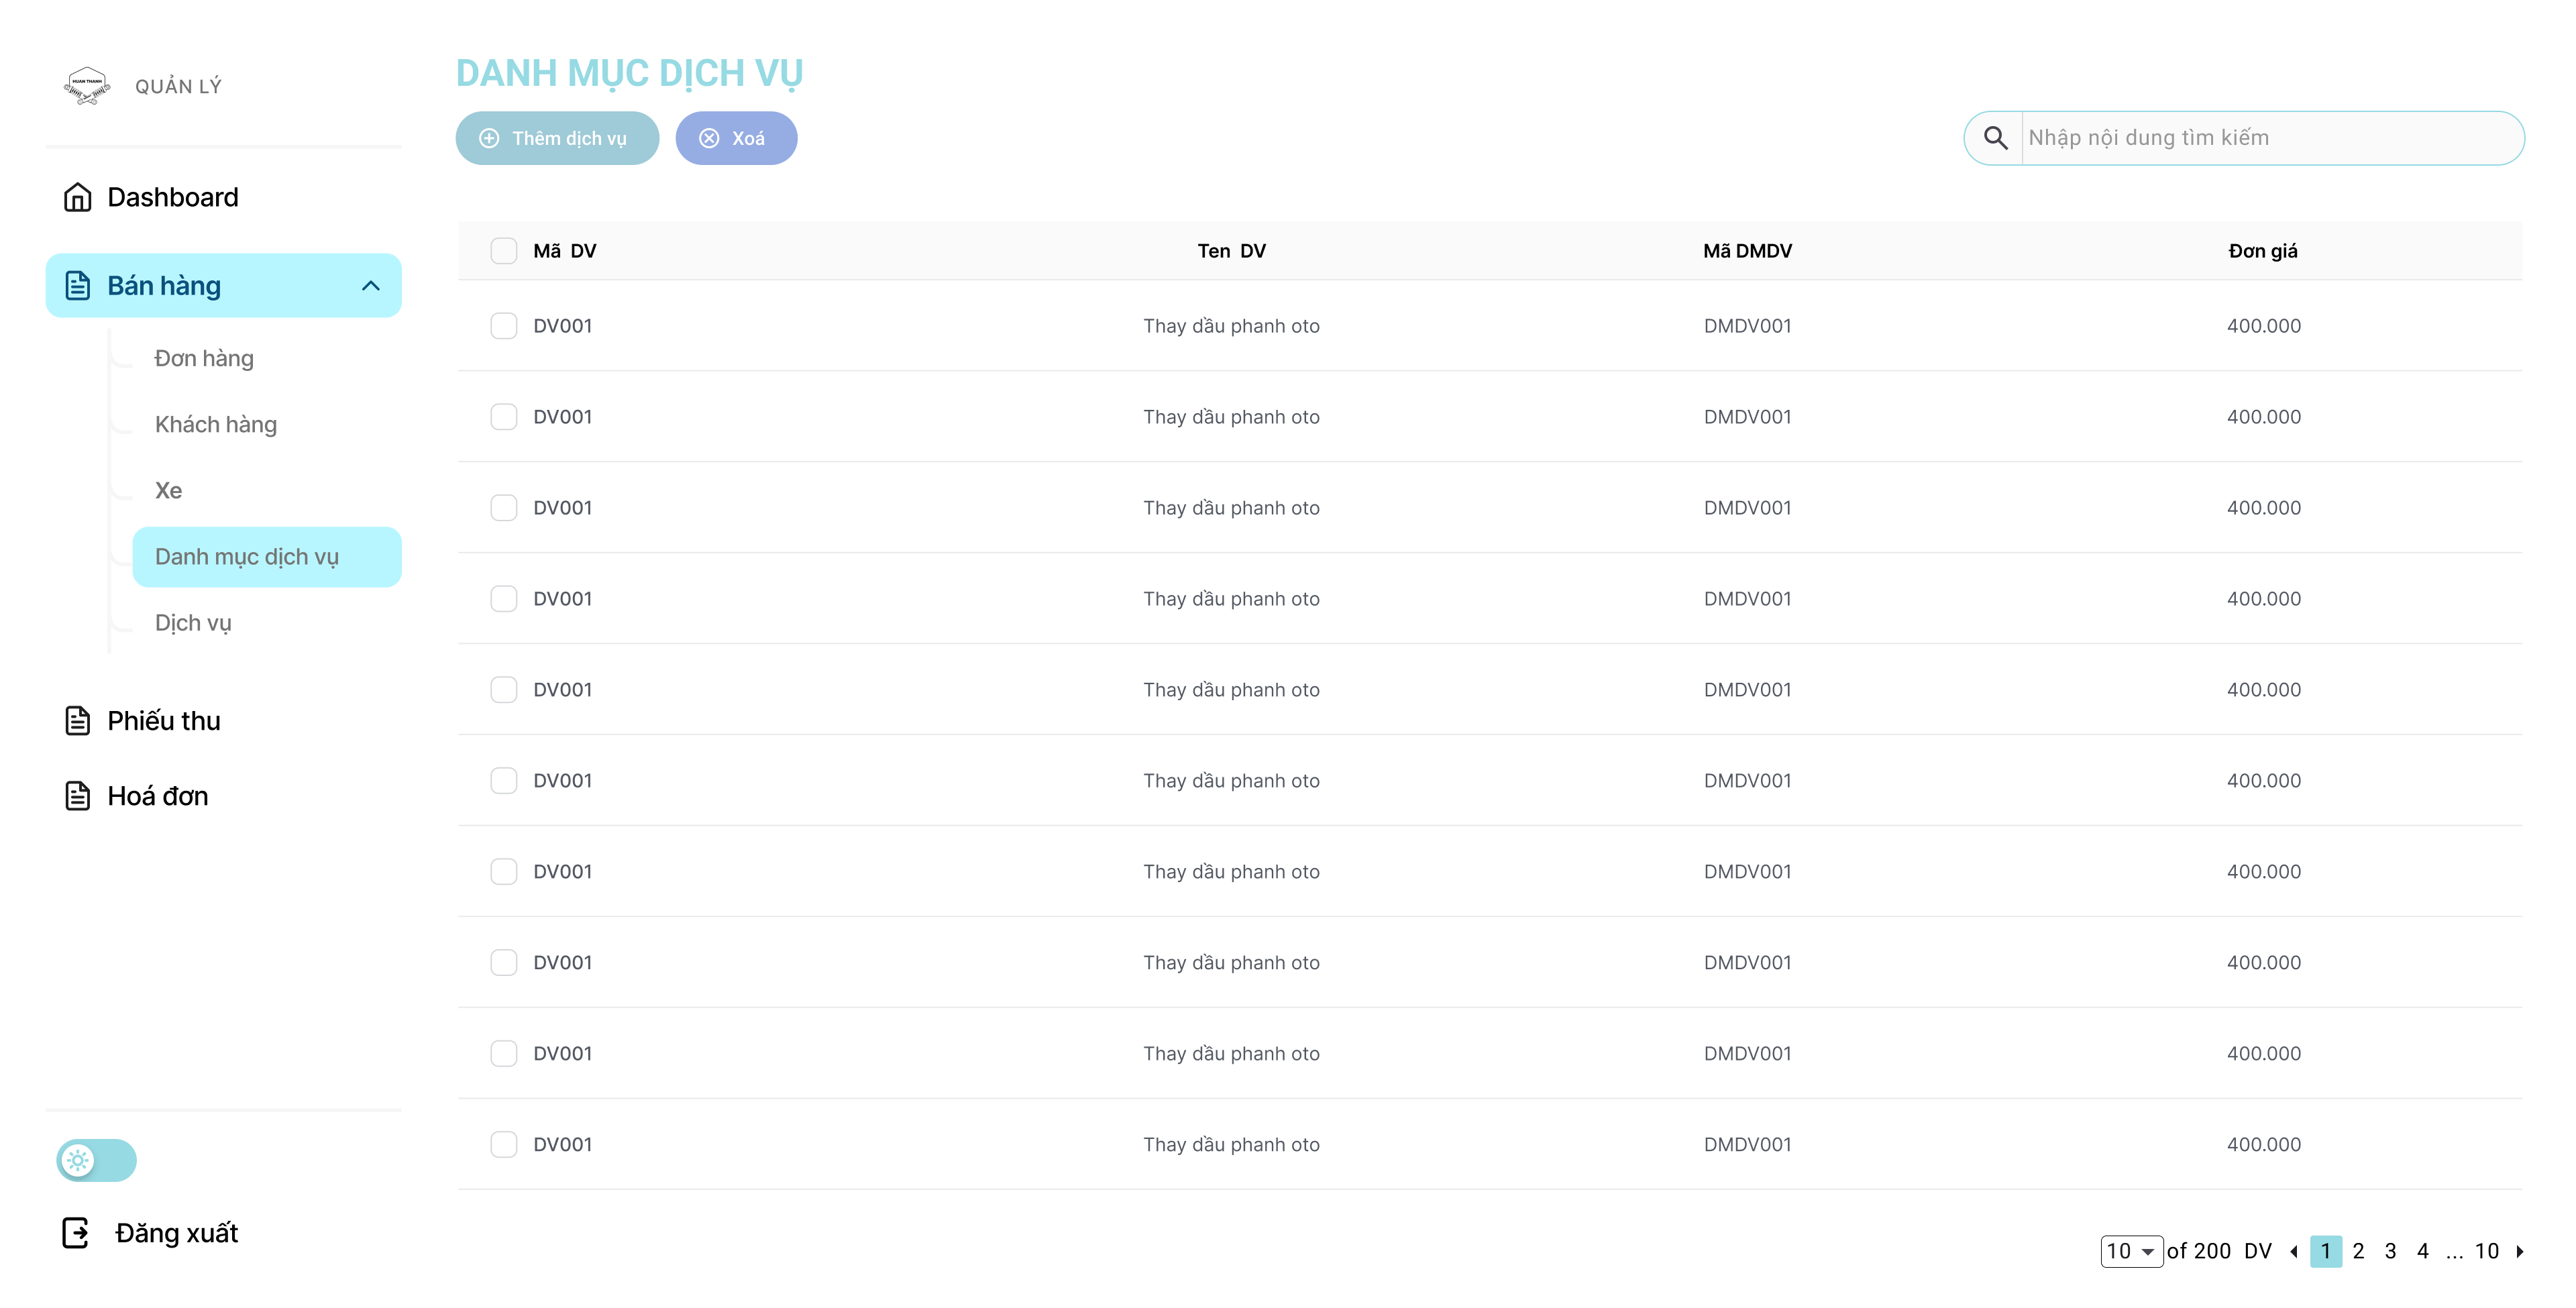 HUAN THANH
QUẢN LÝ
Dashboard
Bán hàng
Đơn hàng
Khách hàng
Xe
Danh mục dịch vụ
Dịch vụ
Phiếu thu
Hoá đơn
Đăng xuất
DANH MỤC DỊCH VỤ
Thêm dịch vụ Xoá
Nhập nội dung tìm kiếm
Mã DV Ten DV Mã DMDV Đơn giá
DV001 Thay dầu phanh oto DMDV001 400.000
DV001 Thay dầu phanh oto DMDV001 400.000
DV001 Thay dầu phanh oto DMDV001 400.000
DV001 Thay dầu phanh oto DMDV001 400.000
DV001 Thay dầu phanh oto DMDV001 400.000
DV001 Thay dầu phanh oto DMDV001 400.000
DV001 Thay dầu phanh oto DMDV001 400.000
DV001 Thay dầu phanh oto DMDV001 400.000
DV001 Thay dầu phanh oto DMDV001 400.000
DV001 Thay dầu phanh oto DMDV001 400.000
10 of 200 DV 1 2 3 4 ... 10